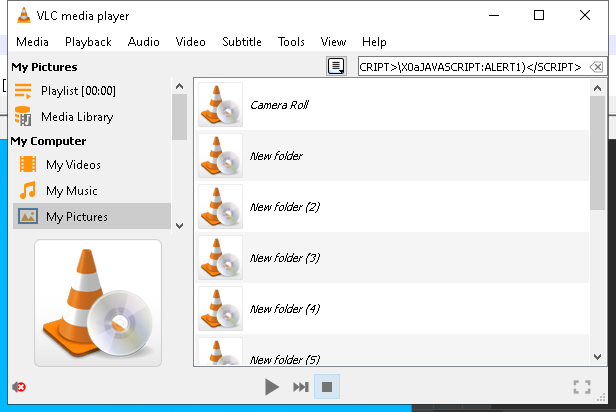 VLC media player
Media Playback Audio Video Subtitle Tools View Help
My Pictures
CRIPT>\X0aJAVASCRIPT:ALERT1)</SCRIPT>
Playlist [00:00]
Media Library
My Computer
My Videos
My Music
My Pictures
Camera Roll
New folder
New folder (2)
New folder (3)
New folder (4)
New folder (5)